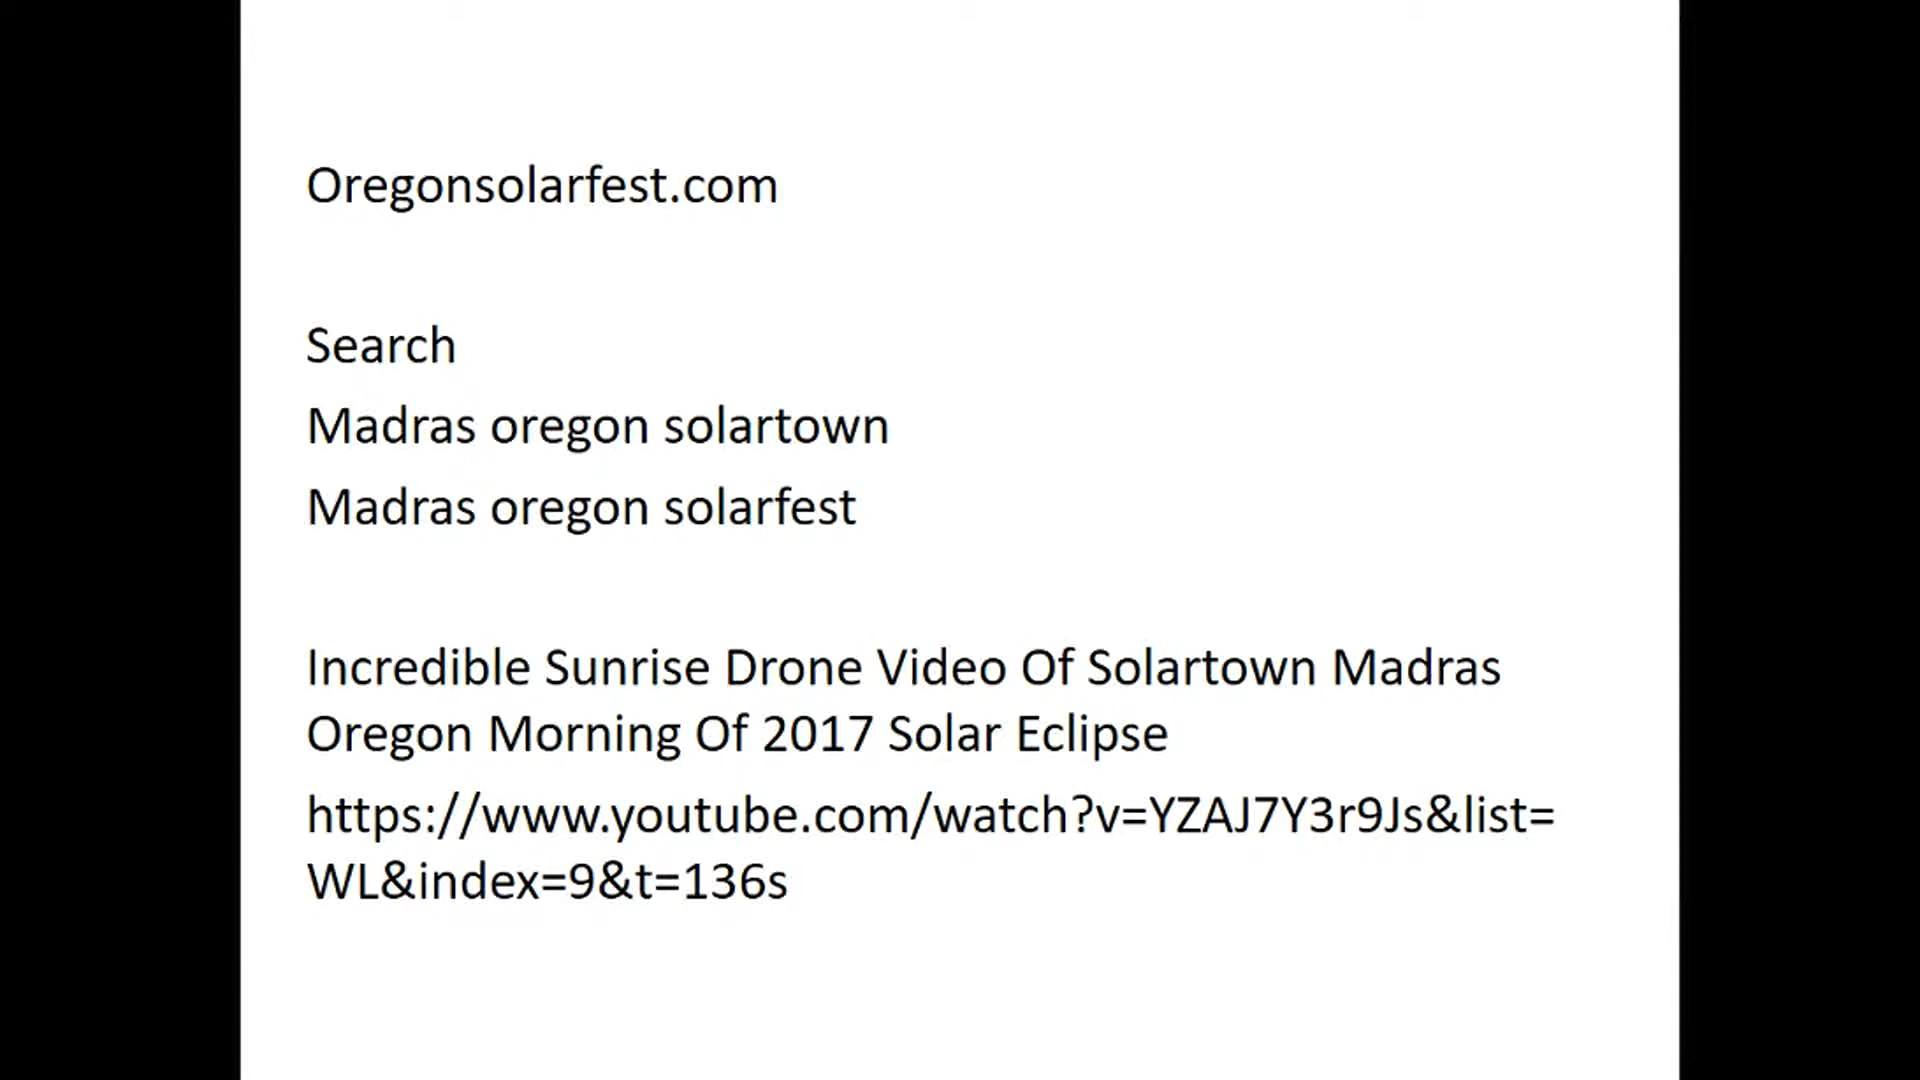 Oregonsolarfest.com
Search
Madras oregon solartown
Madras oregon solarfest
Incredible Sunrise Drone Video Of Solartown Madras
Oregon Morning Of 2017 Solar Eclipse
https://www.youtube.com/watch?v=YZAJ7Y3r9Js&list=
WL&index=9&t=136s